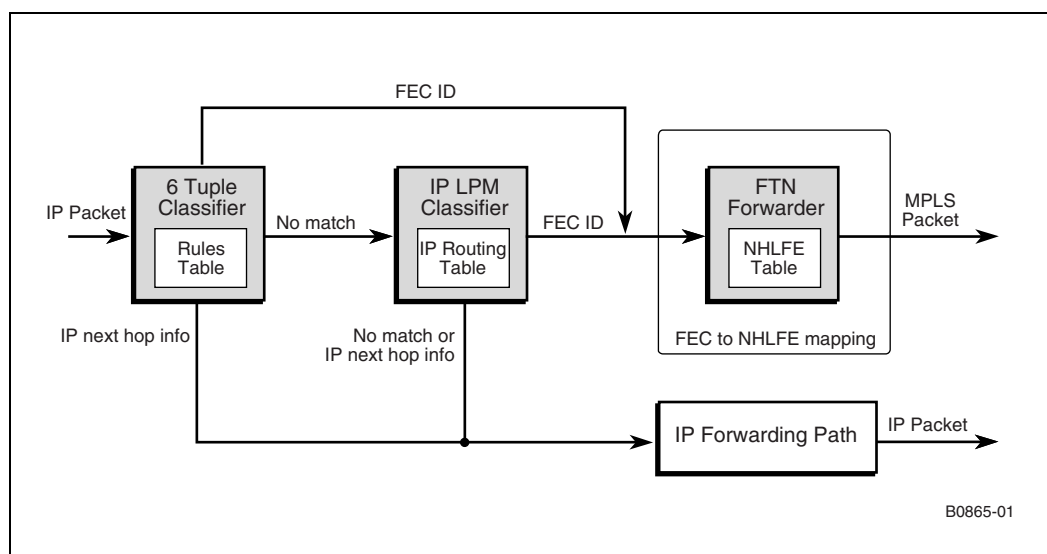 FEC ID
IP Packet
6 Tuple
Classifier
Rules
Table
No match
IP LPM
Classifier
IP Routing
Table
FEC ID
FTN
Forwarder
NHLFE
Table
MPLS
Packet
FEC to NHLFE mapping
IP next hop info
No match or
IP next hop info
IP Forwarding Path
IP Packet
B0865-01